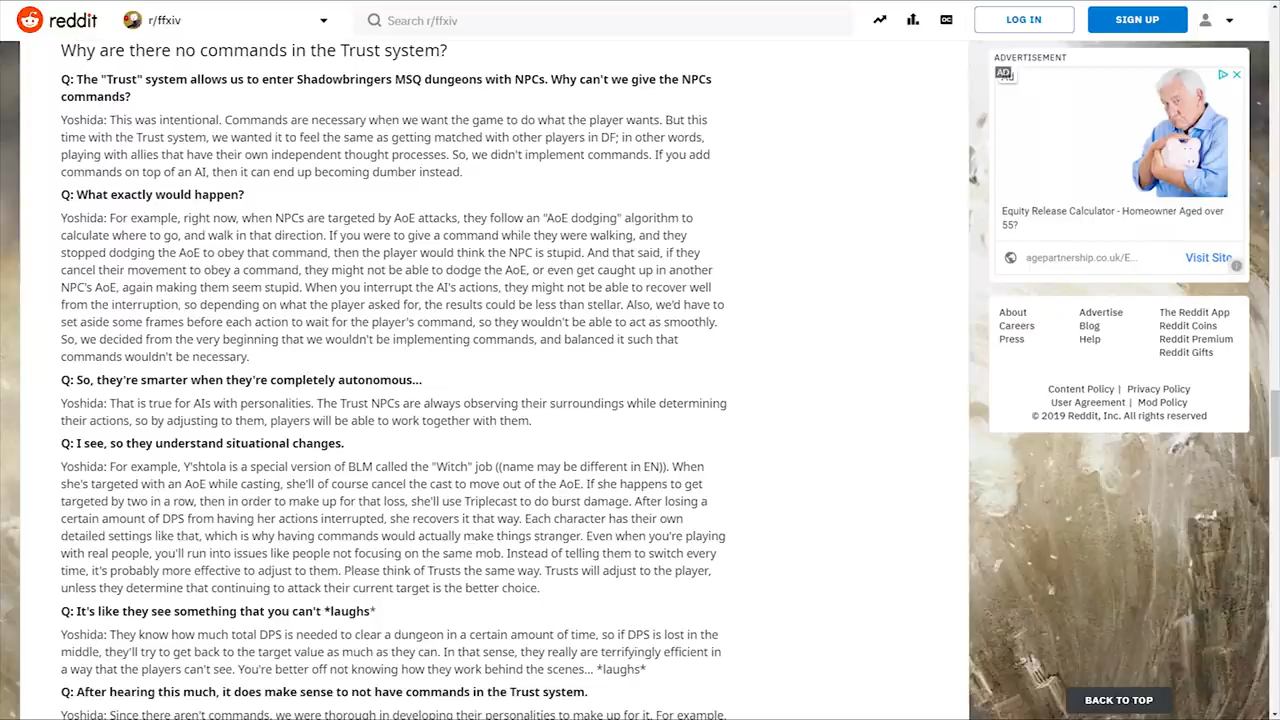 reddit
r/ffxiv
Search r/ffxiv
LOG IN
SIGN UP
Why are there no commands in the Trust system?
Q: The "Trust" system allows us to enter Shadowbringers MSQ dungeons with NPCs. Why can't we give the NPCs
commands?
Yoshida: This was intentional. Commands are necessary when we want the game to do what the player wants. But this
time with the Trust system, we wanted it to feel the same as getting matched with other players in DF; in other words,
playing with allies that have their own independent thought processes. So, we didn't implement commands. If you add
commands on top of an AI, then it can end up becoming dumber instead.
Q: What exactly would happen?
Yoshida: For example, right now, when NPCs are targeted by AoE attacks, they follow an "AoE dodging" algorithm to
calculate where to go, and walk in that direction. If you were to give a command while they were walking, and they
stopped dodging the AoE to obey that command, then the player would think the NPC is stupid. And that said, if they
cancel their movement to obey a command, they might not be able to dodge the AoE, or even get caught up in another
NPC's AoE, again making them seem stupid. When you interrupt the AI's actions, they might not be able to recover well
from the interruption, so depending on what the player asked for, the results could be less than stellar. Also, we'd have to
set aside some frames before each action to wait for the player's command, so they wouldn't be able to act as smoothly.
So, we decided from the very beginning that we wouldn't be implementing commands, and balanced it such that
commands wouldn't be necessary.
Q: So, they're smarter when they're completely autonomous...
Yoshida: That is true for AIs with personalities. The Trust NPCs are always observing their surroundings while determining
their actions, so by adjusting to them, players will be able to work together with them.
Q: I see, so they understand situational changes.
Yoshida: For example, Y'shtola is a special version of BLM called the "Witch" job ((name may be different in EN)). When
she's targeted with an AoE while casting, she'll of course cancel the cast to move out of the AoE. If she happens to get
targeted by two in a row, then in order to make up for that loss, she'll use Triplecast to do burst damage. After losing a
certain amount of DPS from having her actions interrupted, she recovers it that way. Each character has their own
detailed settings like that, which is why having commands would actually make things stranger. Even when you're playing
with real people, you'll run into issues like people not focusing on the same mob. Instead of telling them to switch every
time, it's probably more effective to adjust to them. Please think of Trusts the same way. Trusts will adjust to the player,
unless they determine that continuing to attack their current target is the better choice.
Q: It's like they see something that you can't *laughs*
Yoshida: They know how much total DPS is needed to clear a dungeon in a certain amount of time, so if DPS is lost in the
middle, they'll try to get back to the target value as much as they can. In that sense, they really are terrifyingly efficient in
a way that the players can't see. You're better off not knowing how they work behind the scenes... *laughs*
Q: After hearing this much, it does make sense to not have commands in the Trust system.
Yoshida: Since there aren't commands, we were thorough in developing their personalities to make up for it. For example,
ADVERTISEMENT
AD
Equity Release Calculator - Homeowner Aged over
55?
agepartnership.co.uk/E...
Visit Site
About
Advertise
The Reddit App
Careers
Blog
Reddit Coins
Press
Help
Reddit Premium
Reddit Gifts
Content Policy | Privacy Policy
User Agreement | Mod Policy
© 2019 Reddit, Inc. All rights reserved
BACK TO TOP